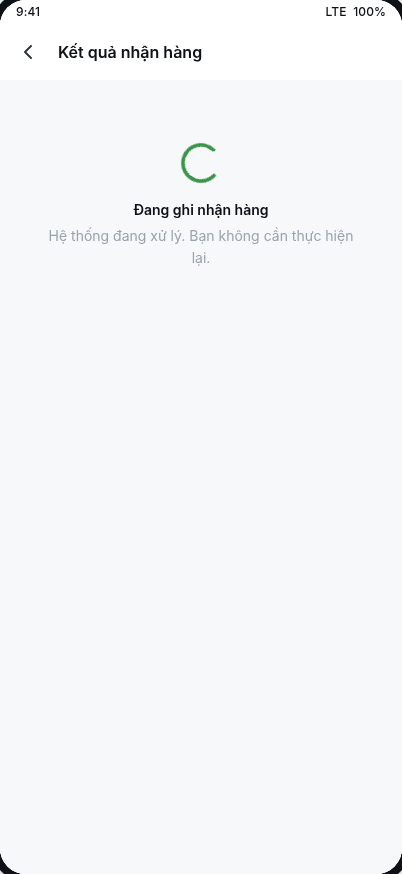 9:41
LTE 100%
Kết quả nhận hàng
Đang ghi nhận hàng
Hệ thống đang xử lý. Bạn không cần thực hiện
lại.